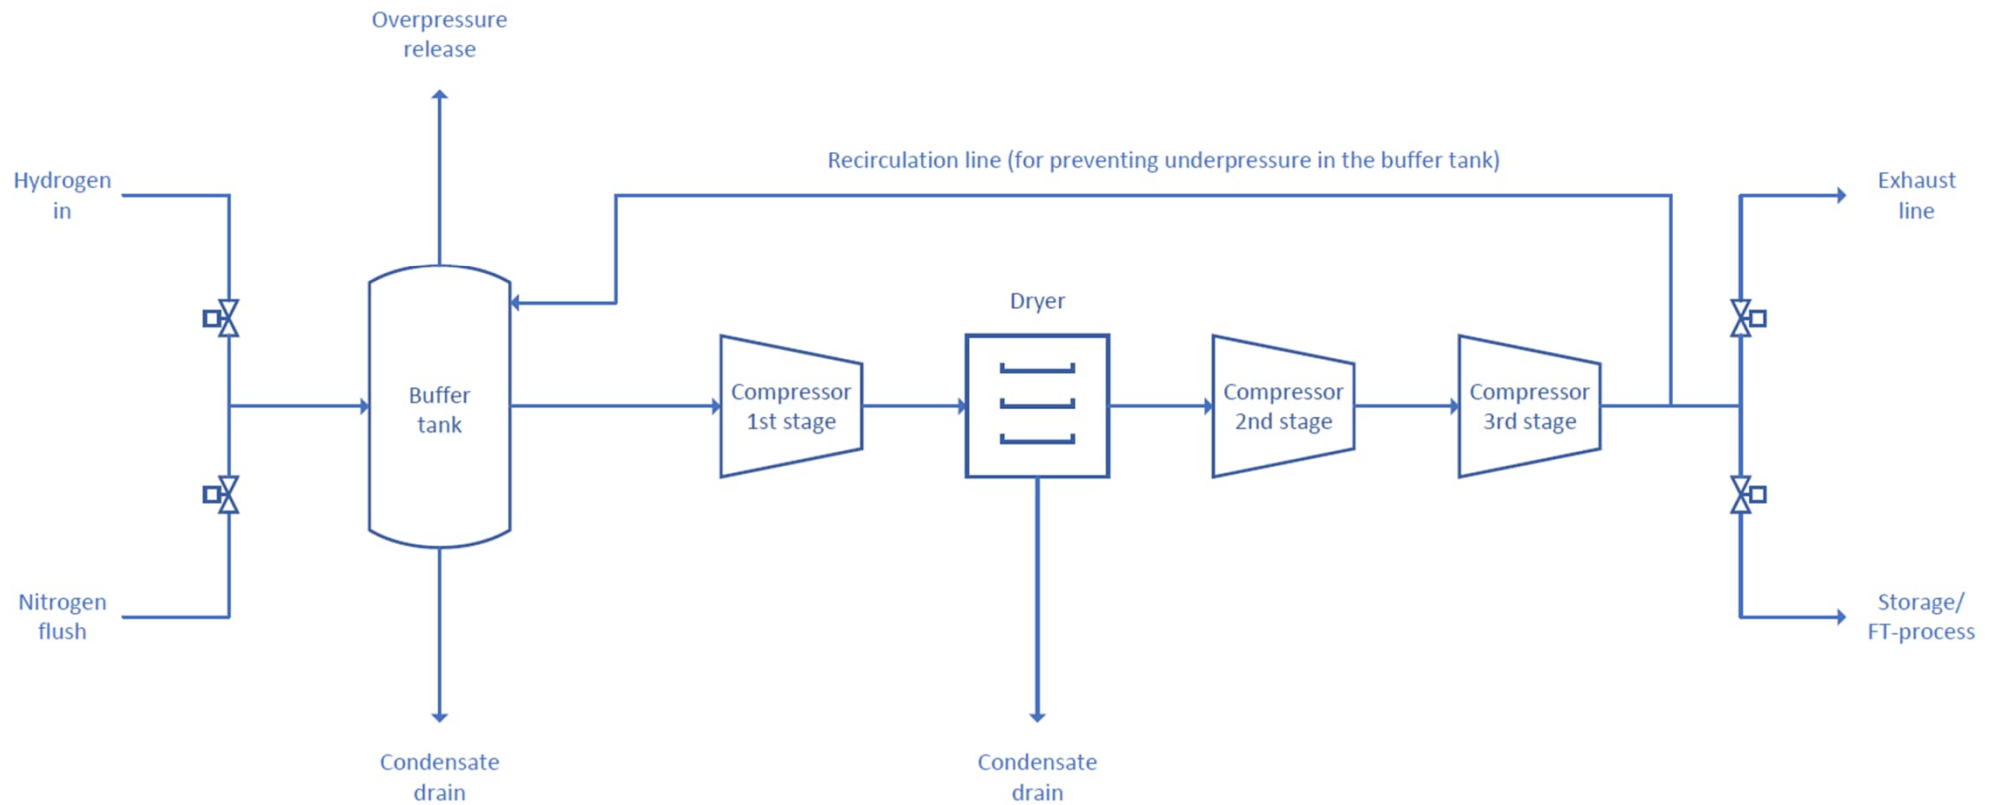 Overpressure
release
Recirculation line (for preventing underpressure in the buffer tank)
Hydrogen
in
Exhaust
line
Dryer
Buffer
tank
Compressor
1st stage
Compressor
2nd stage
Compressor
3rd stage
Nitrogen
flush
Storage/
FT-process
Condensate
drain
Condensate
drain